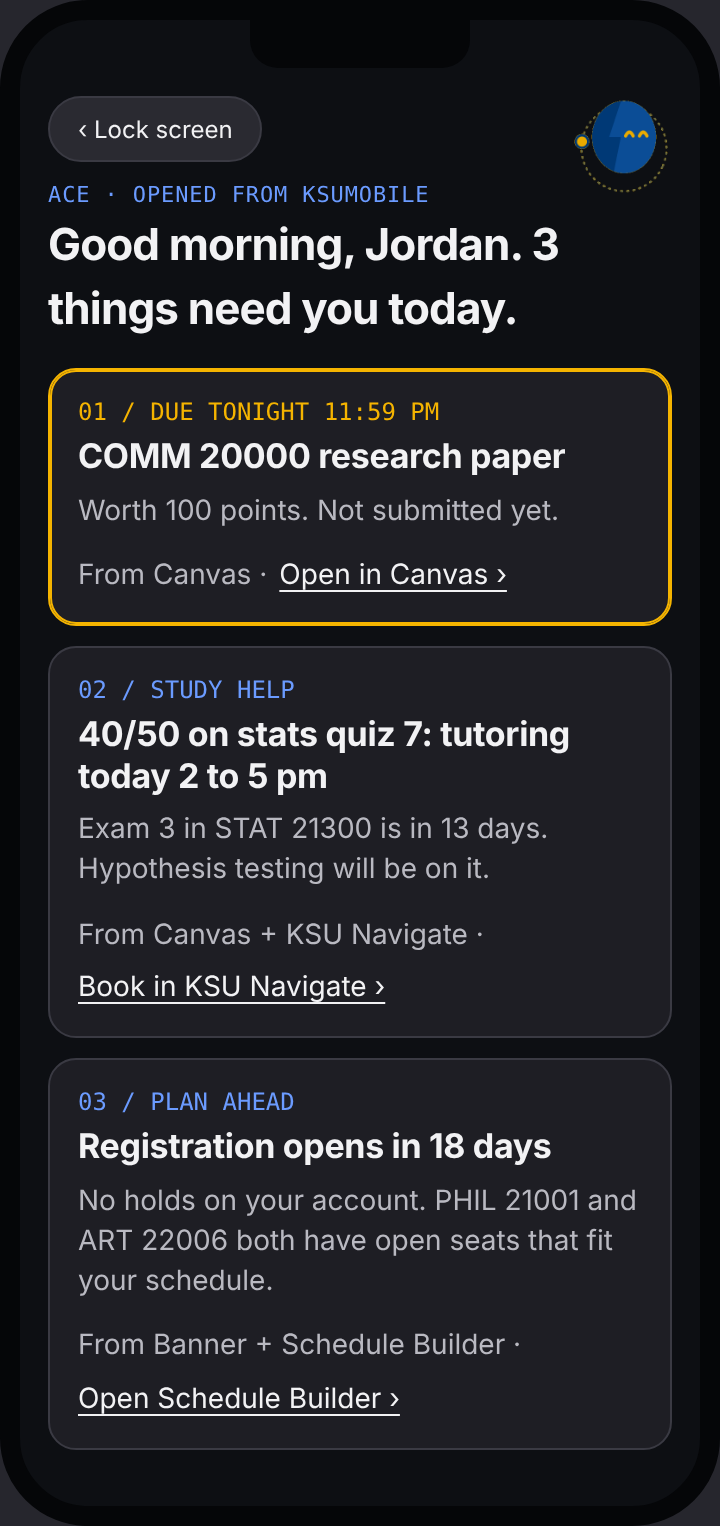 ‹ Lock screen
ACE · OPENED FROM KSUMOBILE
Good morning, Jordan. 3
things need you today.
01 / DUE TONIGHT 11:59 PM
COMM 20000 research paper
Worth 100 points. Not submitted yet.
From Canvas · Open in Canvas ›
02 / STUDY HELP
40/50 on stats quiz 7: tutoring
today 2 to 5 pm
Exam 3 in STAT 21300 is in 13 days.
Hypothesis testing will be on it.
From Canvas + KSU Navigate ·
Book in KSU Navigate ›
03 / PLAN AHEAD
Registration opens in 18 days
No holds on your account. PHIL 21001 and
ART 22006 both have open seats that fit
your schedule.
From Banner + Schedule Builder ·
Open Schedule Builder ›